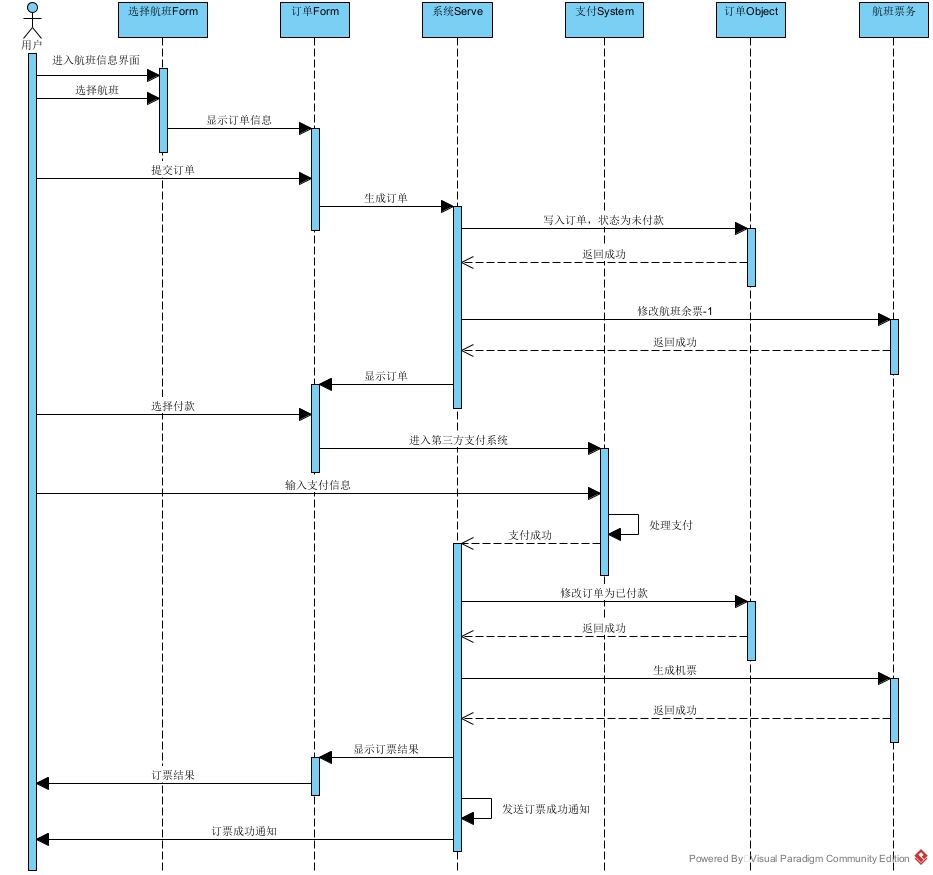 选择航班Form
订单Form
系统Serve
支付System
订单Object
航班票务
用户
进入航班信息界面
选择航班
显示订单信息
提交订单
生成订单
写入订单，状态为未付款
返回成功
修改航班余票-1
返回成功
显示订单
选择付款
进入第三方支付系统
输入支付信息
处理支付
支付成功
修改订单为已付款
返回成功
生成机票
返回成功
显示订票结果
订票结果
发送订票成功通知
订票成功通知
Powered By: Visual Paradigm Community Edition